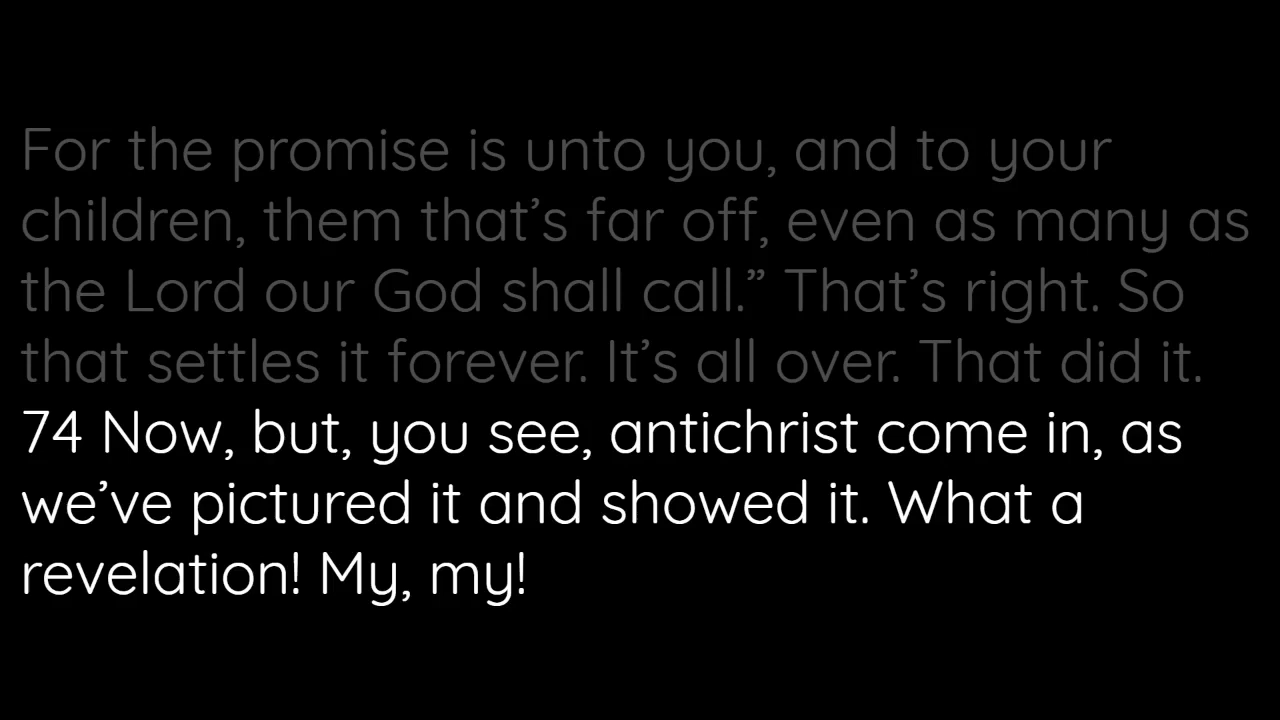 For the promise is unto you, and to your
children, them that’s far off, even as many as
the Lord our God shall call.” That’s right. So
that settles it forever. It’s all over. That did it.
74 Now, but, you see, antichrist come in, as
we’ve pictured it and showed it. What a
revelation! My, my!